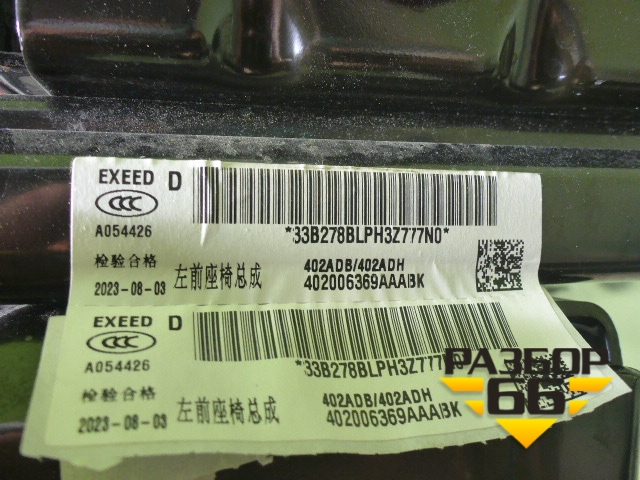 EXEED D
CCC
A054426
*33B278BLPH3Z777N0*
检验合格
402ADB/402ADH
2023-08-03 左前座椅总成 402006369AAABK
EXEED D
CCC
A054426
*33B278BLPH3Z777
检验合格
402ADB/402ADH
2023-08-03 左前座椅总成 402006369AAABK
РАЗБОР
66